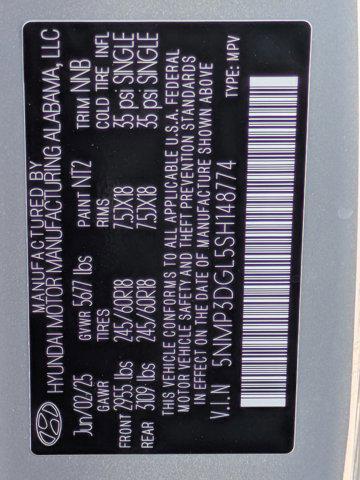 MANUFACTURED BY
HYUNDAI MOTOR MANUFACTURING ALABAMA, LLC
Jun/02/25 GVWR 5677 lbs PAINT NT2 TRIM NNB
GAWR TIRES RIMS COLD TIRE INFL
FRONT 2955 lbs 245/60R18 7.5JX18 35 psi SINGLE
REAR 3109 lbs 245/60R18 7.5JX18 35 psi SINGLE
THIS VEHICLE CONFORMS TO ALL APPLICABLE U.S.A. FEDERAL
MOTOR VEHICLE SAFETY AND THEFT PREVENTION STANDARDS
IN EFFECT ON THE DATE OF MANUFACTURE SHOWN ABOVE
V.I.N 5NMP3DGL5SH148774 TYPE: MPV